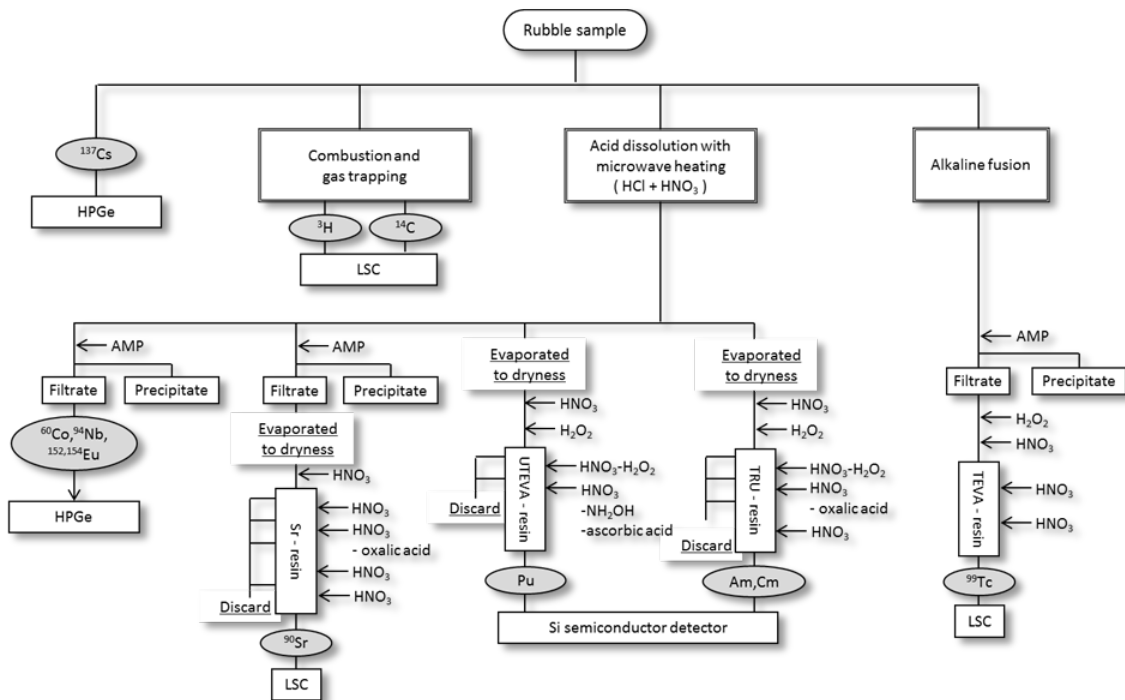 Rubble sample
¹³⁷Cs
HPGe
Combustion and
gas trapping
³H
¹⁴C
LSC
Acid dissolution with
microwave heating
( HCl + HNO₃ )
Alkaline fusion
AMP
Filtrate
Precipitate
⁶⁰Co,⁹⁴Nb,
¹⁵²,¹⁵⁴Eu
HPGe
AMP
Filtrate
Precipitate
Evaporated
to dryness
HNO₃
Sr - resin
HNO₃
HNO₃
- oxalic acid
HNO₃
HNO₃
Discard
⁹⁰Sr
LSC
Evaporated
to dryness
HNO₃
H₂O₂
UTEVA - resin
HNO₃-H₂O₂
HNO₃
-NH₂OH
-ascorbic acid
Discard
Pu
Evaporated
to dryness
HNO₃
H₂O₂
TRU - resin
HNO₃-H₂O₂
HNO₃
- oxalic acid
HNO₃
Discard
Am,Cm
Si semiconductor detector
AMP
Filtrate
Precipitate
H₂O₂
HNO₃
TEVA - resin
HNO₃
HNO₃
⁹⁹Tc
LSC